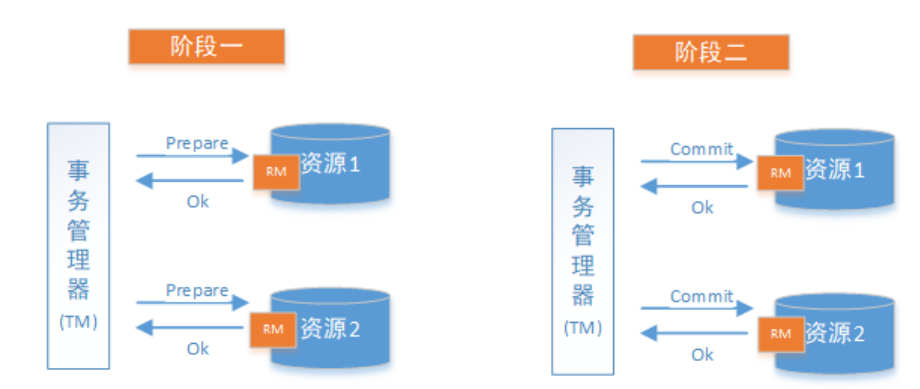 阶段一
事务管理器
(TM)
Prepare
Ok
RM
资源1
Prepare
Ok
RM
资源2
阶段二
事务管理器
(TM)
Commit
Ok
RM
资源1
Commit
Ok
RM
资源2